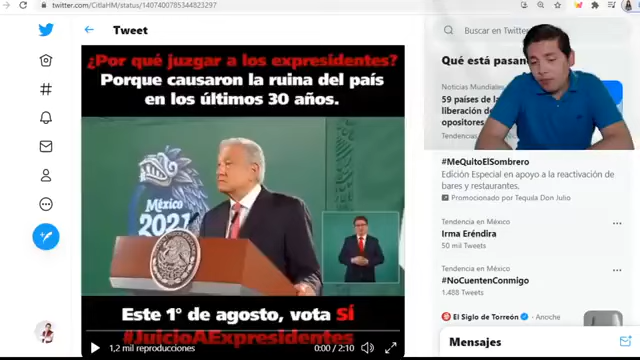 twitter.com/CitlaHM/status/1407400785344823297
Tweet
Buscar en Twitter
¿Por qué juzgar a los expresidentes?
Porque causaron la ruina del país
en los últimos 30 años.
México
2021
Este 1° de agosto, vota SÍ
#JuicioAExpresidentes
1,2 mil reproducciones
0:00 / 2:10
Qué está pasan
Noticias Mundiales
59 países de la
liberación de
opositores
Tendencias
#MeQuitoElSombrero
Edición Especial en apoyo a la reactivación de
bares y restaurantes.
Promocionado por Tequila Don Julio
Tendencia en México
Irma Eréndira
50 mil Tweets
Tendencia en México
#NoCuentenConmigo
1.488 Tweets
El Siglo de Torreón · Anoche
Mensajes